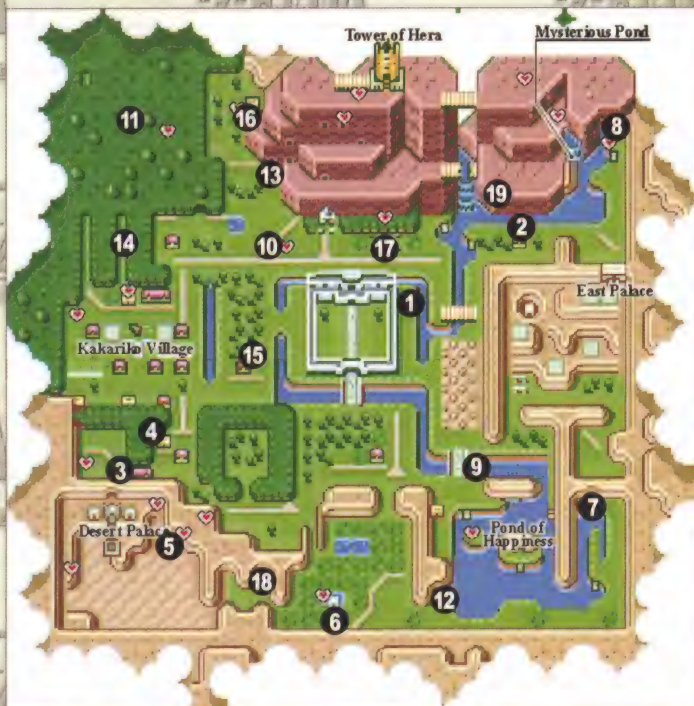 Tower of Hera
Mysterious Pond
11
16
8
13
19
2
14
10
17
1
East Palace
Kakariko Village
15
4
3
9
7
Desert Palace
5
Pond of
Happiness
18
12
6